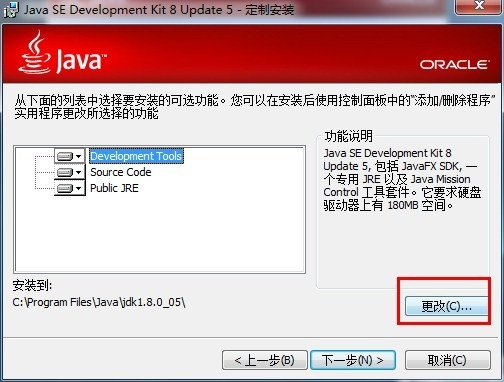 Java SE Development Kit 8 Update 5 - 定制安装
Java™
ORACLE
从下面的列表中选择要安装的可选功能。您可以在安装后使用控制面板中的“添加/删除程序”
实用程序更改所选择的功能
Development Tools
Source Code
Public JRE
功能说明
Java SE Development Kit 8
Update 5, 包括 JavaFX SDK, 一
个专用 JRE 以及 Java Mission
Control 工具套件。它要求硬盘
驱动器上有 180MB 空间。
安装到:
C:\Program Files\Java\jdk1.8.0_05\
更改(C)...
< 上一步(B)
下一步(N) >
取消(C)